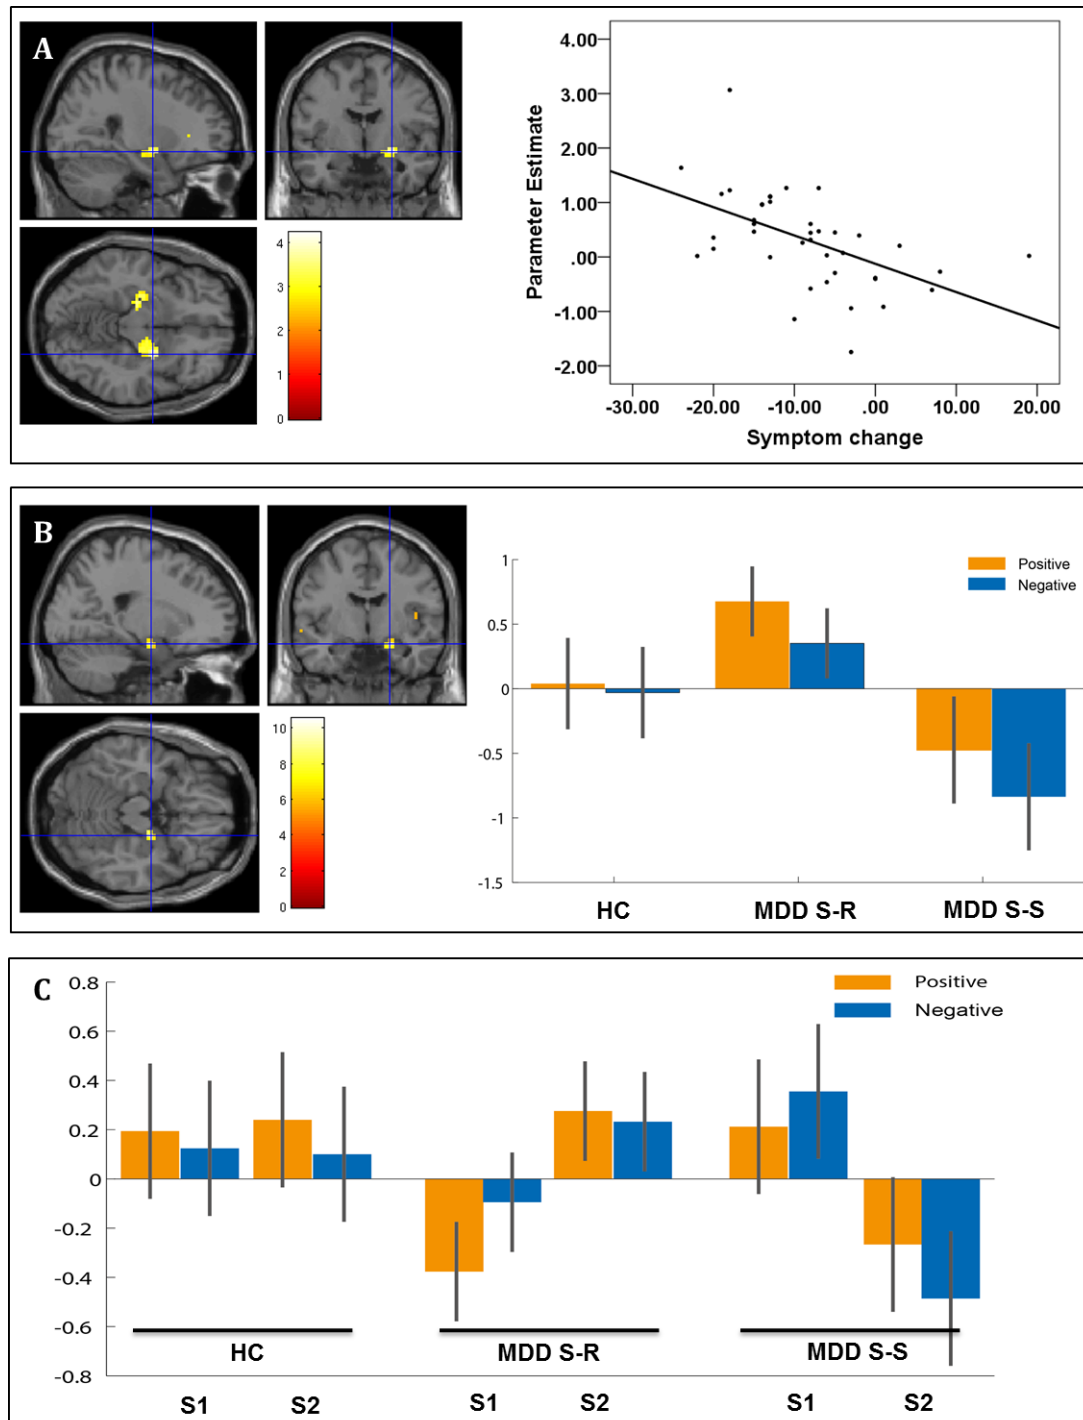 A
4
3
2
1
0
4.00
3.00
2.00
1.00
.00
-1.00
-2.00
Parameter Estimate
-30.00 -20.00 -10.00 .00 10.00 20.00
Symptom change
B
10
8
6
4
2
0
1
0.5
0
-0.5
-1
-1.5
Positive
Negative
HC MDD S-R MDD S-S
C
0.8
0.6
0.4
0.2
0
-0.2
-0.4
-0.6
-0.8
Positive
Negative
HC MDD S-R MDD S-S
S1 S2 S1 S2 S1 S2